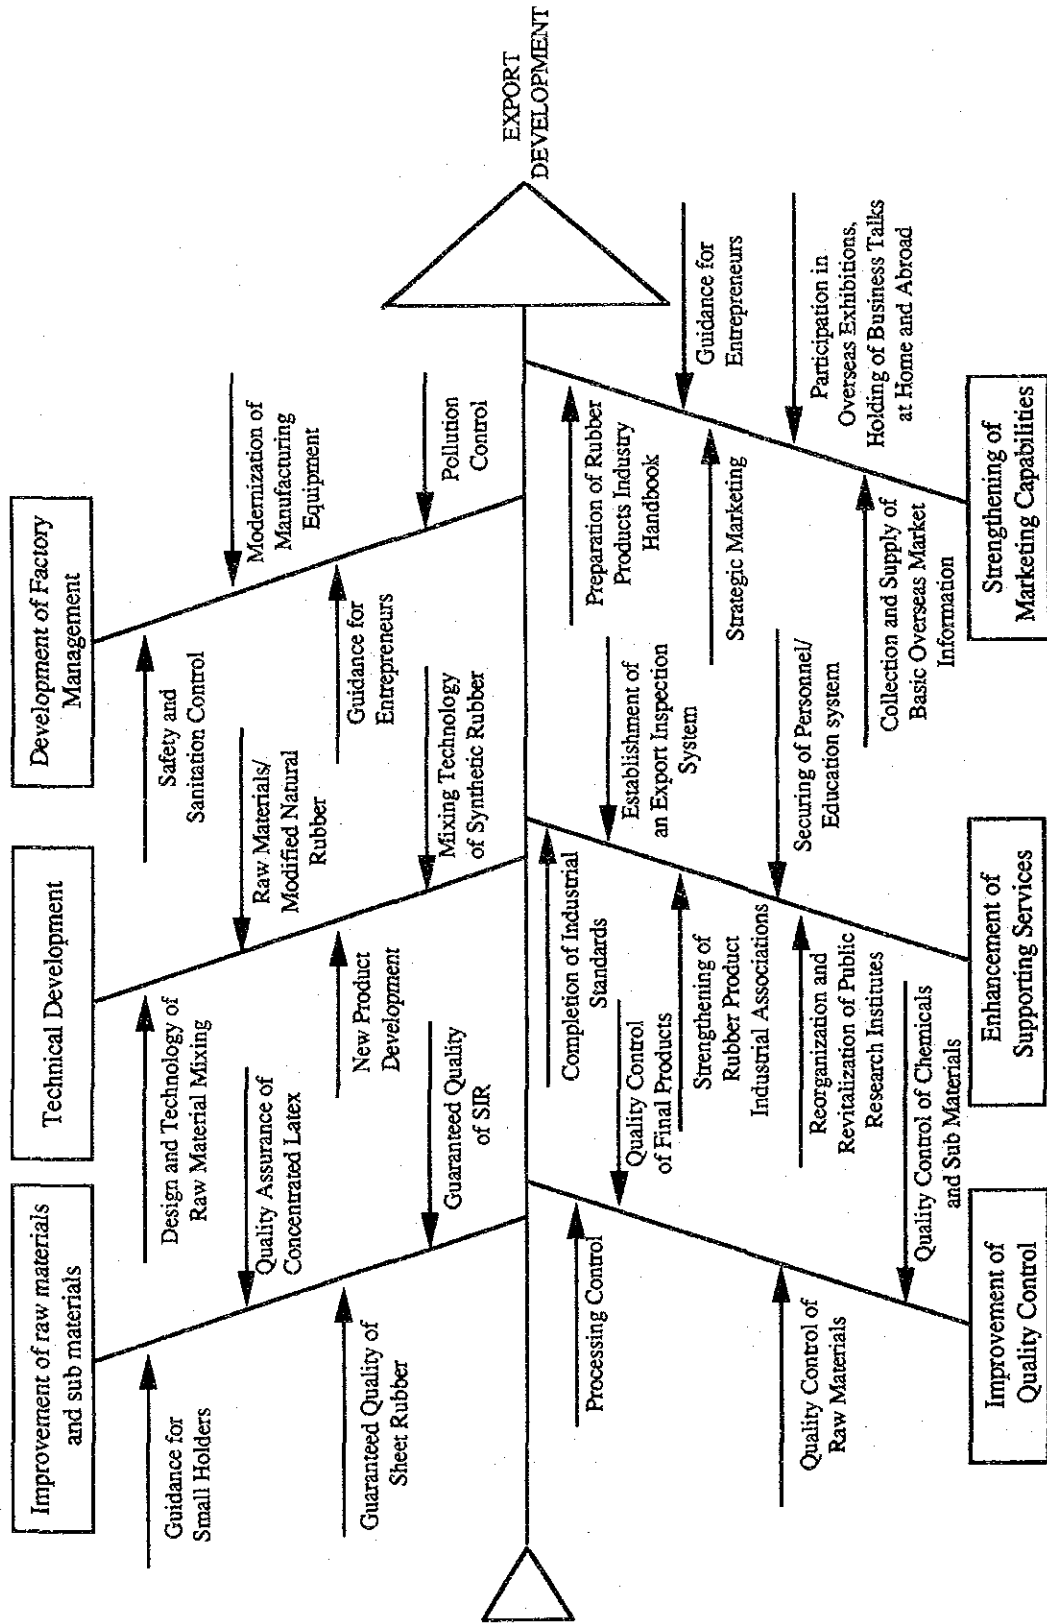 Improvement of raw materials
and sub materials
Technical Development
Development of Factory
Management
Guidance for
Small Holders
Quality Assurance of
Concentrated Latex
Guaranteed Quality of
Sheet Rubber
Guaranteed Quality
of SIR
Design and Technology of
Raw Material Mixing
Raw Materials/
Modified Natural
Rubber
New Product
Development
Mixing Technology
of Synthetic Rubber
Safety and
Sanitation Control
Modernization of
Manufacturing
Equipment
Guidance for
Entrepreneurs
Pollution
Control
EXPORT
DEVELOPMENT
Processing Control
Quality Control
of Final Products
Quality Control of
Raw Materials
Quality Control of Chemicals
and Sub Materials
Completion of Industrial
Standards
Establishment of
an Export Inspection
System
Strengthening of
Rubber Product
Industrial Associations
Securing of Personnel/
Education system
Reorganization and
Revitalization of Public
Research Institutes
Preparation of Rubber
Products Industry
Handbook
Guidance for
Entrepreneurs
Strategic Marketing
Participation in
Overseas Exhibitions,
Holding of Business Talks
at Home and Abroad
Collection and Supply of
Basic Overseas Market
Information
Improvement of
Quality Control
Enhancement of
Supporting Services
Strengthening of
Marketing Capabilities